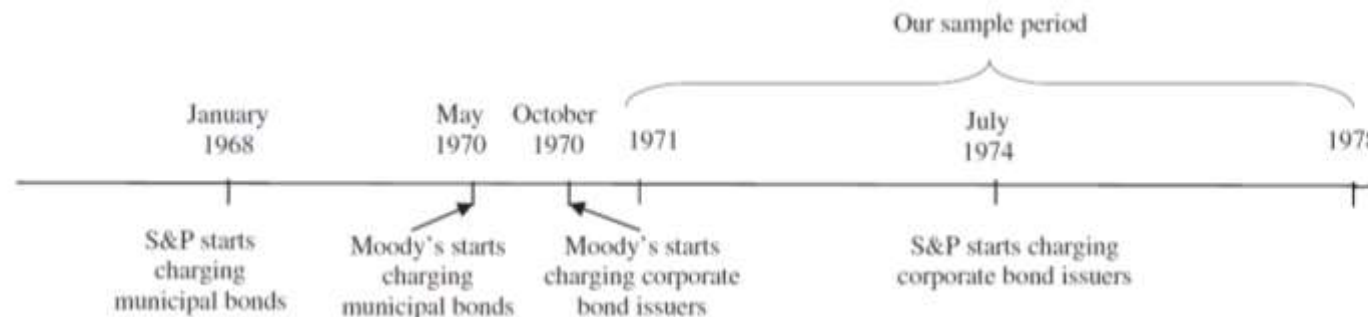 Our sample period
January
1968
May
1970
October
1970
1971
July
1974
1978
S&P starts
charging
municipal bonds
Moody's starts
charging
municipal bonds
Moody's starts
charging corporate
bond issuers
S&P starts charging
corporate bond issuers